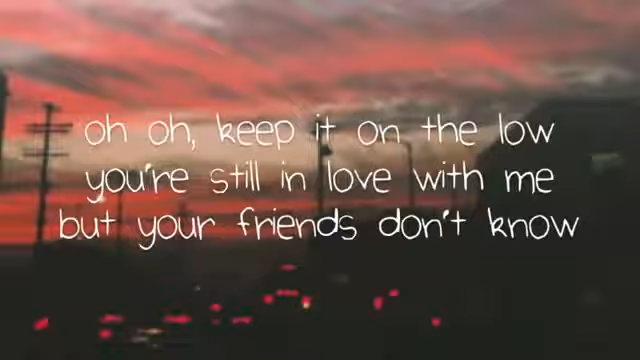 oh oh, keep it on the low
you're still in love with me
but your friends don't know